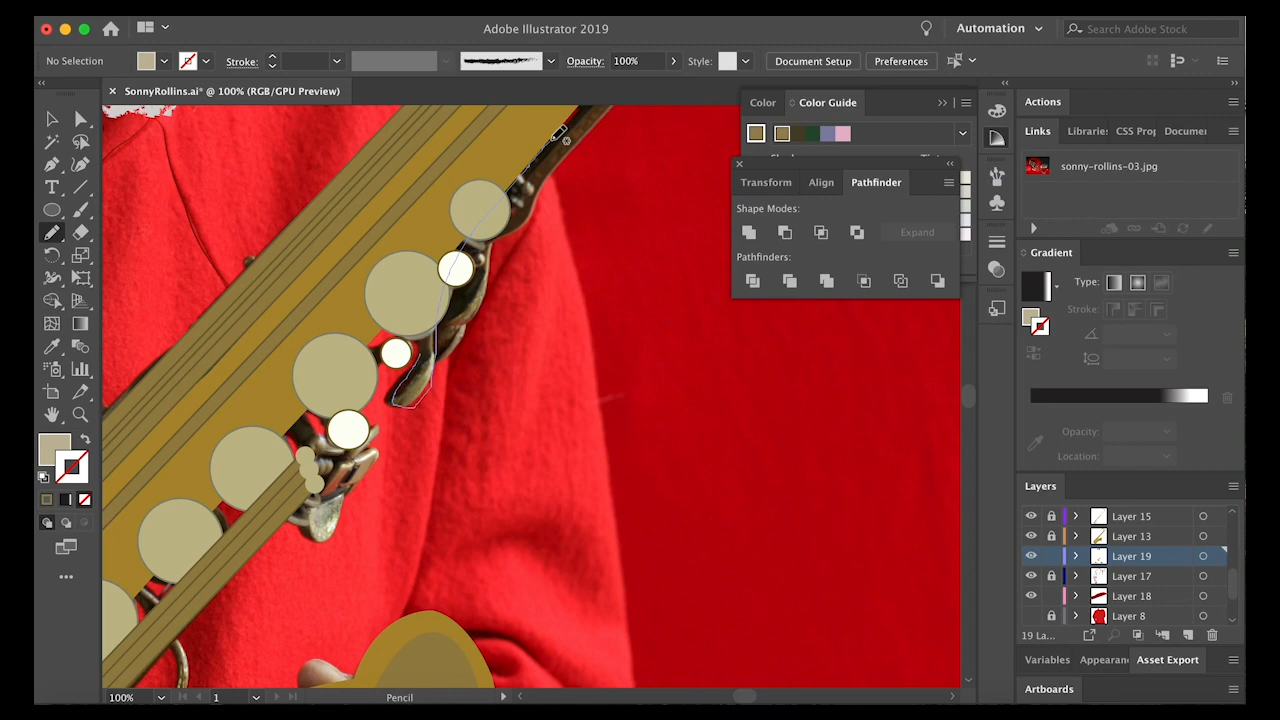 Adobe Illustrator 2019
Automation
Search Adobe Stock
No Selection
Stroke:
Opacity:
100%
Style:
Document Setup
Preferences
SonnyRollins.ai* @ 100% (RGB/GPU Preview)
Color
Color Guide
Actions
Links
Librarie:
CSS Prop
Documen
sonny-rollins-03.jpg
Transform
Align
Pathfinder
Shape Modes:
Expand
Pathfinders:
Gradient
Type:
Stroke:
Opacity:
Location:
Layers
Layer 15
Layer 13
Layer 19
Layer 17
Layer 18
Layer 8
19 La...
Variables
Appearanc
Asset Export
Artboards
100%
1
Pencil